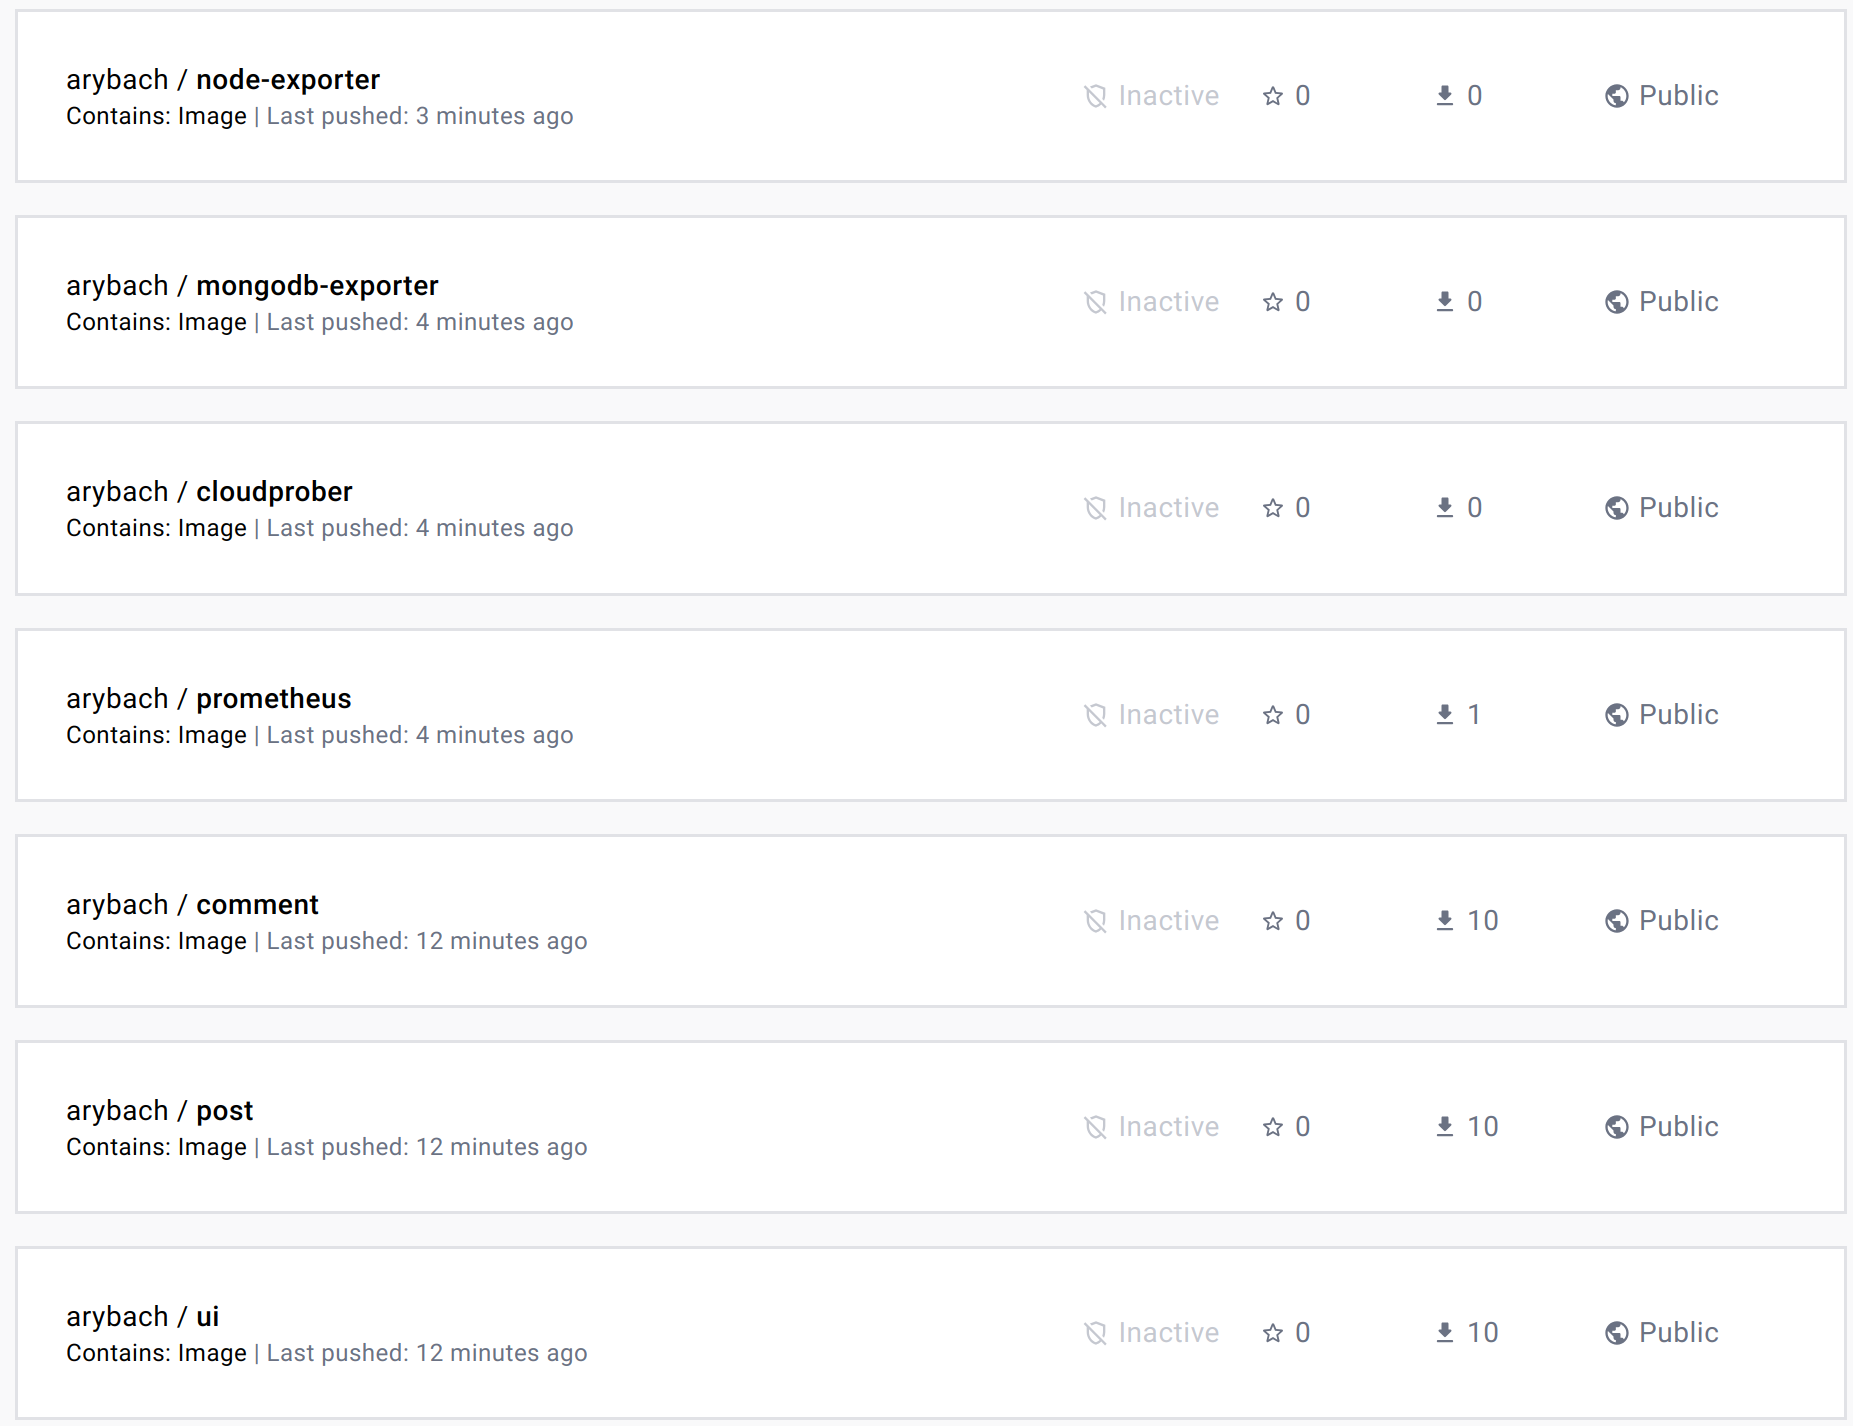 arybach / node-exporter
Contains: Image | Last pushed: 3 minutes ago
Inactive 0 0 Public
arybach / mongodb-exporter
Contains: Image | Last pushed: 4 minutes ago
Inactive 0 0 Public
arybach / cloudprober
Contains: Image | Last pushed: 4 minutes ago
Inactive 0 0 Public
arybach / prometheus
Contains: Image | Last pushed: 4 minutes ago
Inactive 0 1 Public
arybach / comment
Contains: Image | Last pushed: 12 minutes ago
Inactive 0 10 Public
arybach / post
Contains: Image | Last pushed: 12 minutes ago
Inactive 0 10 Public
arybach / ui
Contains: Image | Last pushed: 12 minutes ago
Inactive 0 10 Public